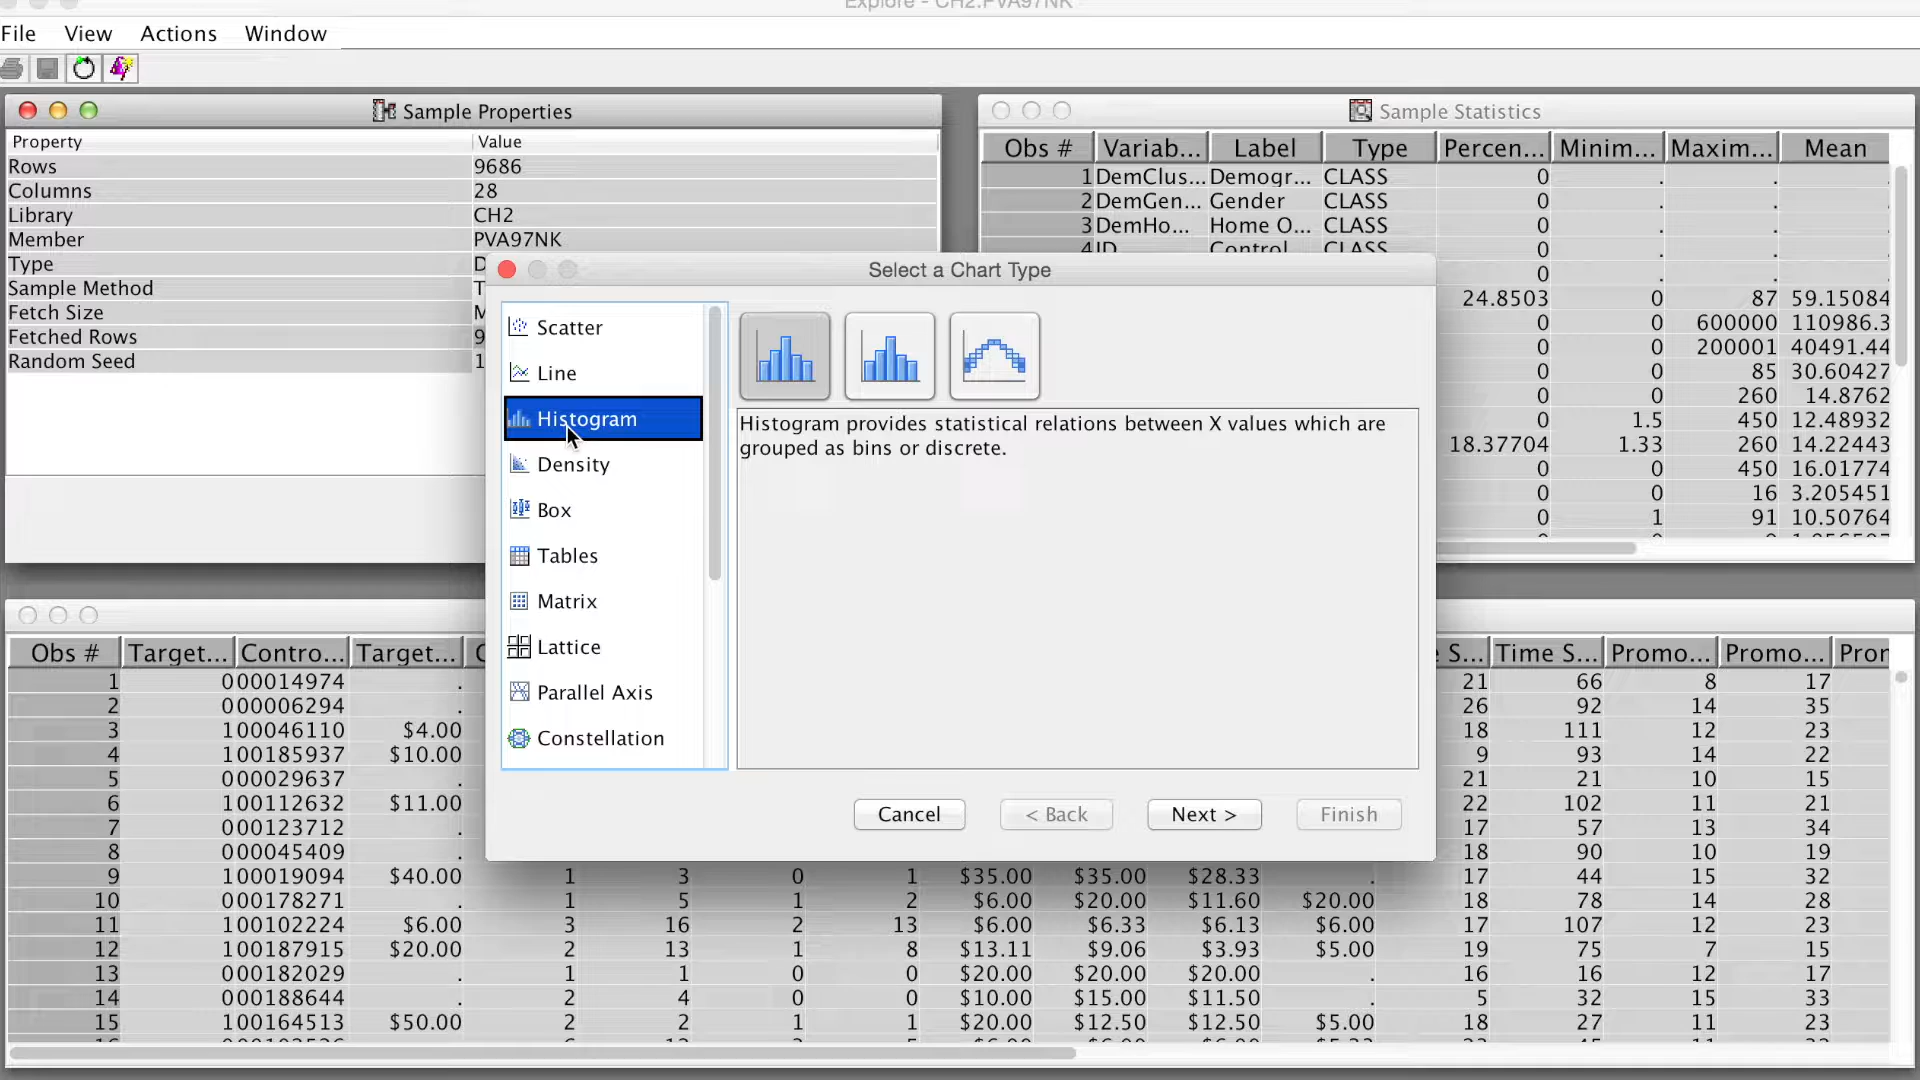 Explore - CH2.PVA97NK
File View Actions Window
Sample Properties
Property Value
Rows 9686
Columns 28
Library CH2
Member PVA97NK
Type D
Sample Method T
Fetch Size M
Fetched Rows 9
Random Seed 1
Sample Statistics
Obs # Variab... Label Type Percen... Minim... Maxim... Mean
1 DemClus... Demogr... CLASS 0 . . .
2 DemGen... Gender CLASS 0 . . .
3 DemHo... Home O... CLASS 0 . . .
4 ID Control CLASS 0 . . .
0 . . .
24.8503 0 87 59.15084
0 0 600000 110986.3
0 0 200001 40491.44
0 0 85 30.60427
0 0 260 14.8762
0 1.5 450 12.48932
18.37704 1.33 260 14.22443
0 0 450 16.01774
0 0 16 3.205451
0 1 91 10.50764
Select a Chart Type
Scatter
Line
Histogram
Density
Box
Tables
Matrix
Lattice
Parallel Axis
Constellation
Histogram provides statistical relations between X values which are
grouped as bins or discrete.
Cancel < Back Next > Finish
Obs # Target... Contro... Target... e S... Time S... Promo... Promo... Pron
1 000014974 . 21 66 8 17
2 000006294 . 26 92 14 35
3 100046110 $4.00 18 111 12 23
4 100185937 $10.00 9 93 14 22
5 000029637 . 21 21 10 15
6 100112632 $11.00 22 102 11 21
7 000123712 . 17 57 13 34
8 000045409 . 18 90 10 19
9 100019094 $40.00 1 3 0 1 $35.00 $35.00 $28.33 . 17 44 15 32
10 000178271 . 1 5 1 2 $6.00 $20.00 $11.60 $20.00 18 78 14 28
11 100102224 $6.00 3 16 2 13 $6.00 $6.33 $6.13 $6.00 17 107 12 23
12 100187915 $20.00 2 13 1 8 $13.11 $9.06 $3.93 $5.00 19 75 7 15
13 000182029 . 1 1 0 0 $20.00 $20.00 $20.00 . 16 16 12 17
14 000188644 . 2 4 0 0 $10.00 $15.00 $11.50 . 5 32 15 33
15 100164513 $50.00 2 2 1 1 $20.00 $12.50 $12.50 $5.00 18 27 11 23